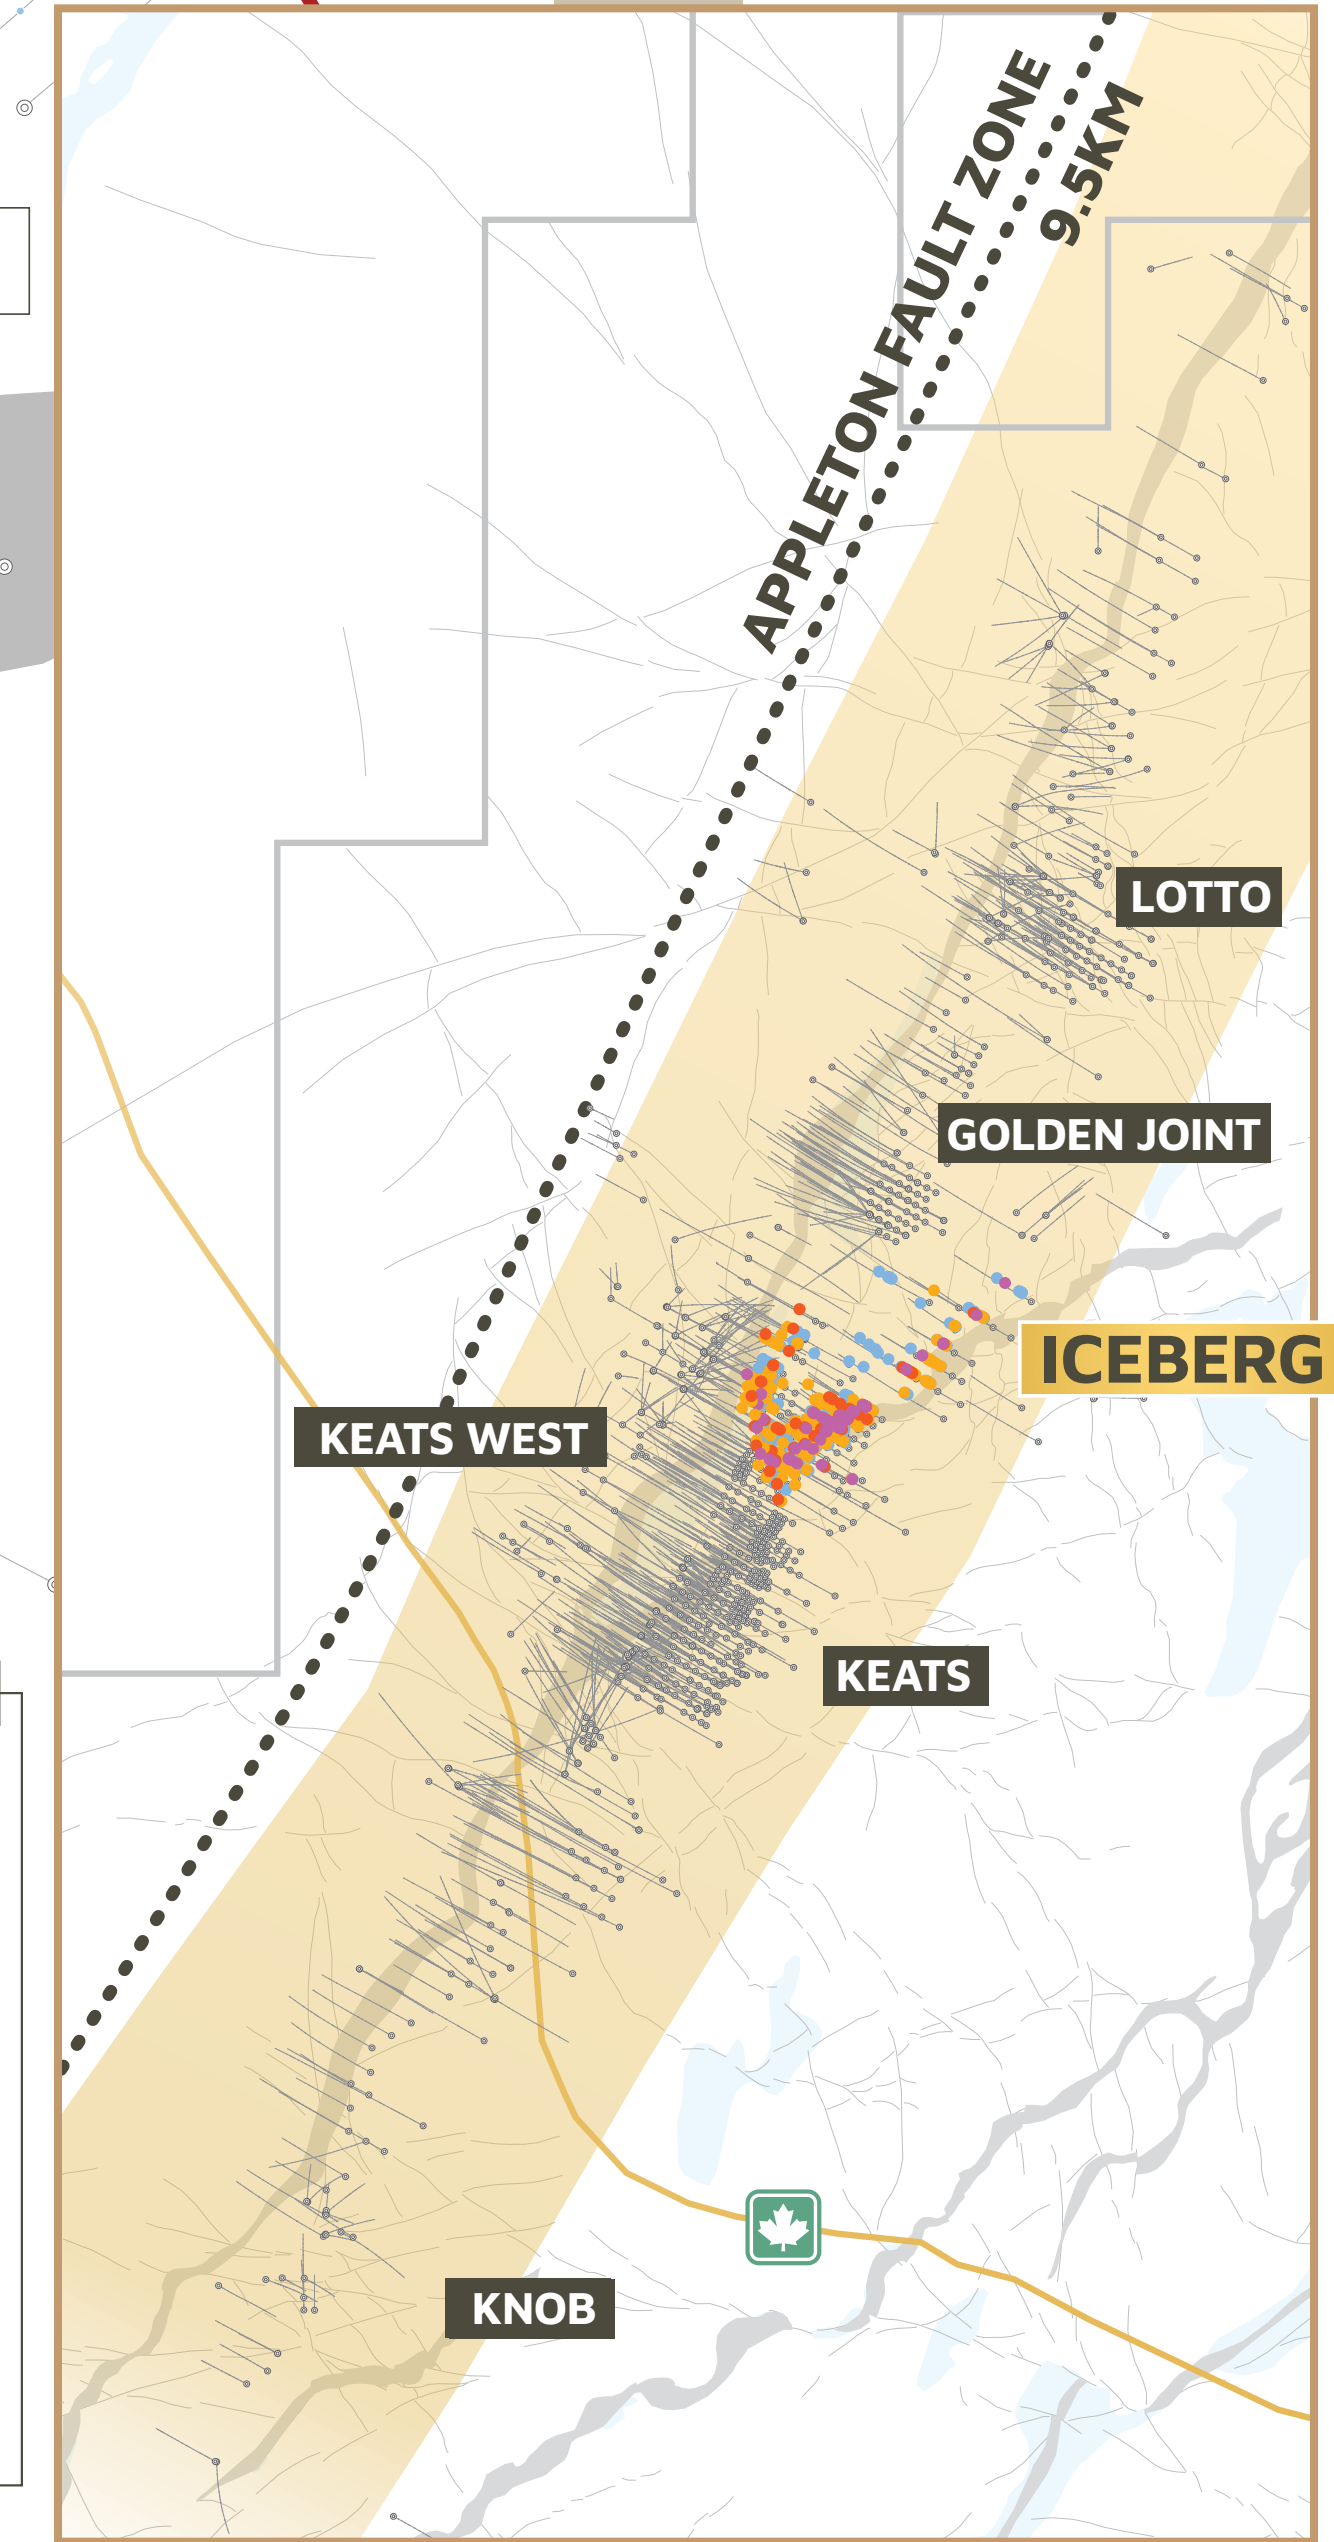 APPLETON FAULT ZONE
9.5KM
LOTTO
GOLDEN JOINT
ICEBERG
KEATS WEST
KEATS
KNOB